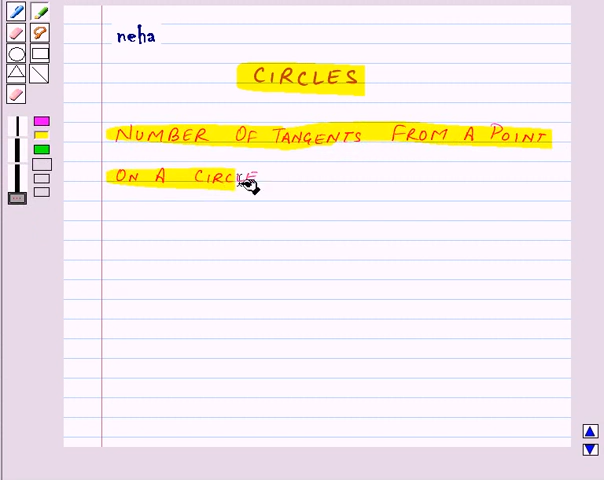 neha
CIRCLES
NUMBER OF TANGENTS FROM A POINT
ON A CIRCLE